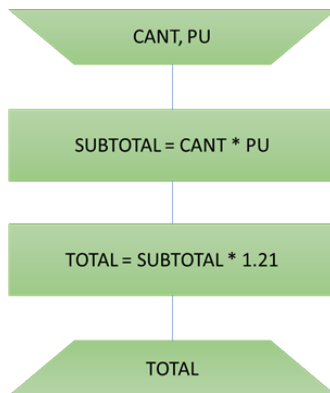 CANT, PU
SUBTOTAL = CANT * PU
TOTAL = SUBTOTAL * 1.21
TOTAL